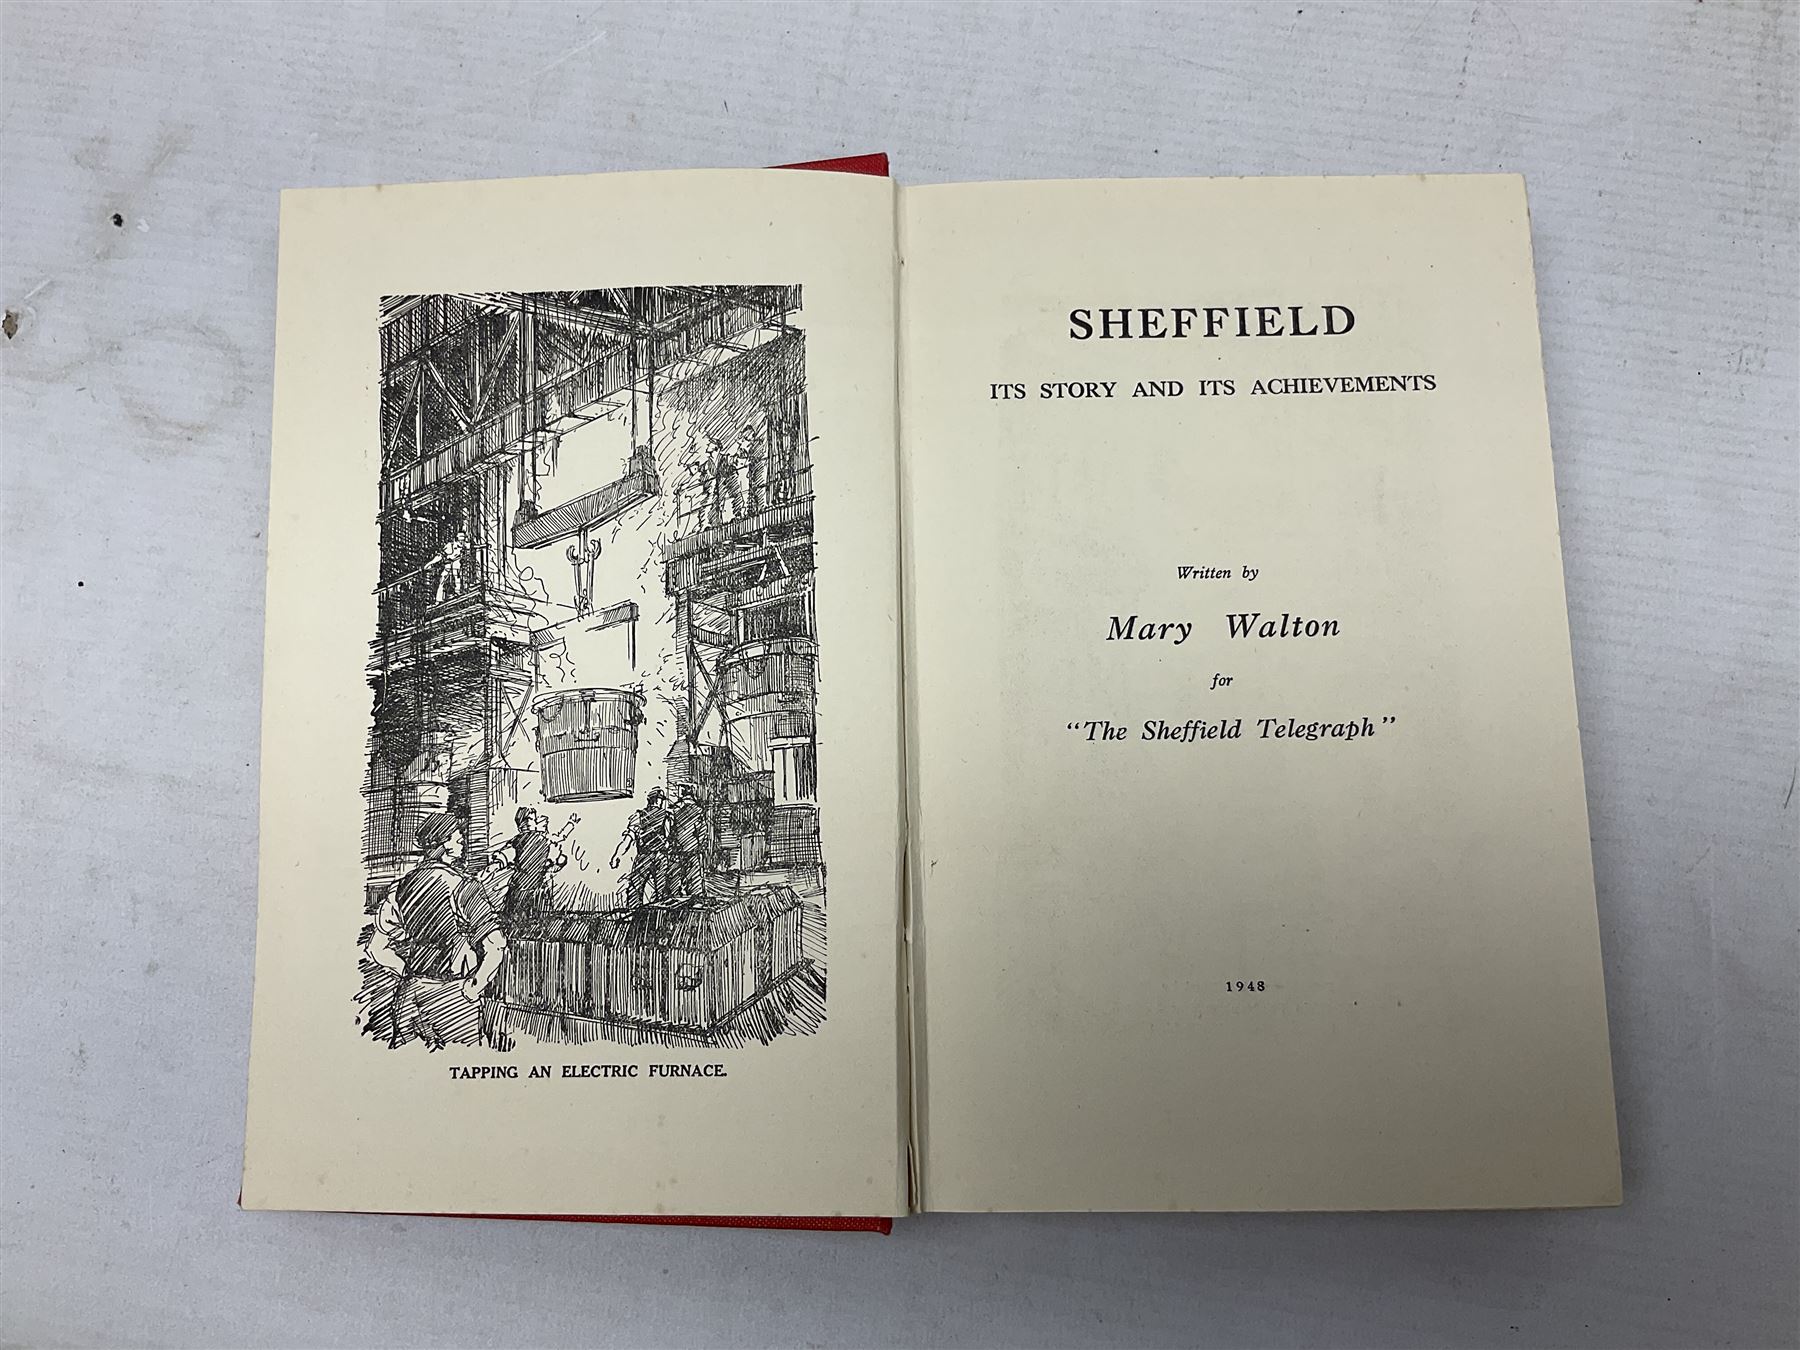 TAPPING AN ELECTRIC FURNACE.
SHEFFIELD
ITS STORY AND ITS ACHIEVEMENTS
Written by
Mary Walton
for
"The Sheffield Telegraph"
1948